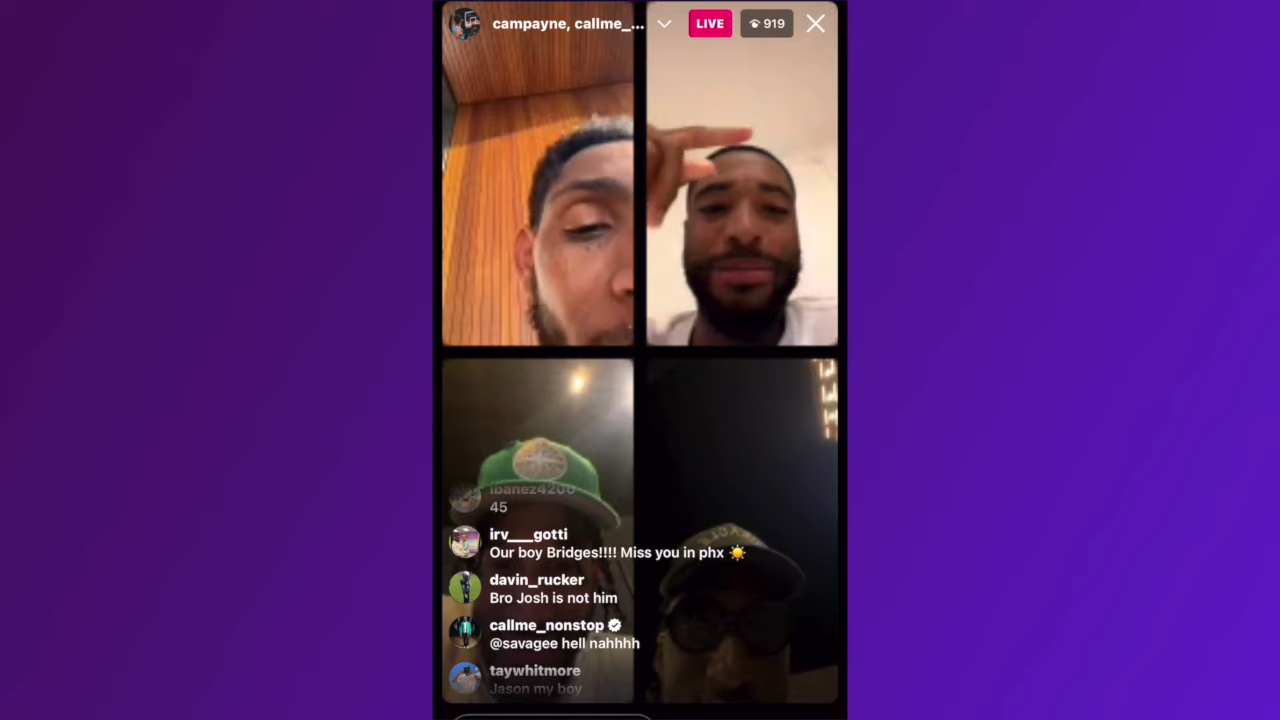 campayne, callme_...
LIVE
919
ibanez4200
45
irv___gotti
Our boy Bridges!!!! Miss you in phx ☀️
davin_rucker
Bro Josh is not him
callme_nonstop
@savagee hell nahhhh
taywhitmore
Jason my boy